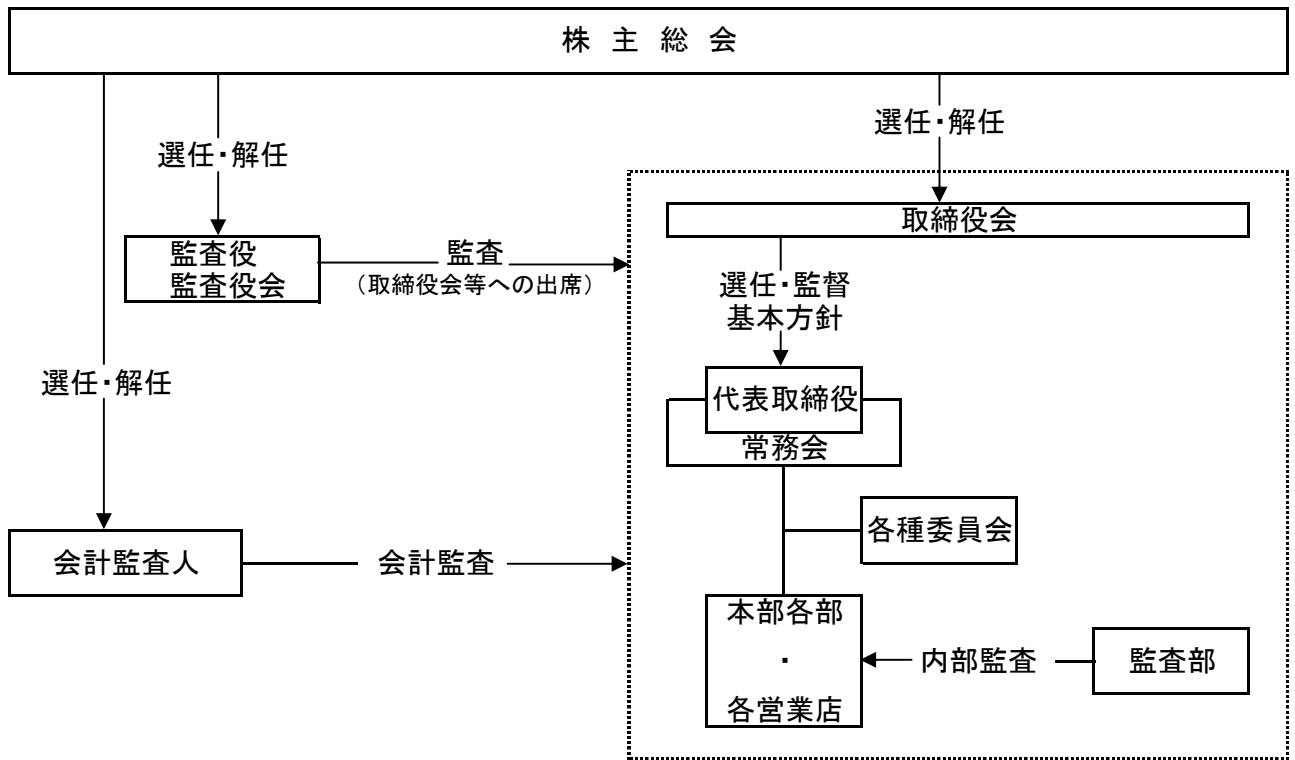 株 主 総 会
選任・解任
選任・解任
取締役会
監査役
監査役会
監査
（取締役会等への出席）
選任・監督
基本方針
選任・解任
代表取締役
常務会
各種委員会
会計監査人
会計監査
本部各部
・
各営業店
内部監査
監査部